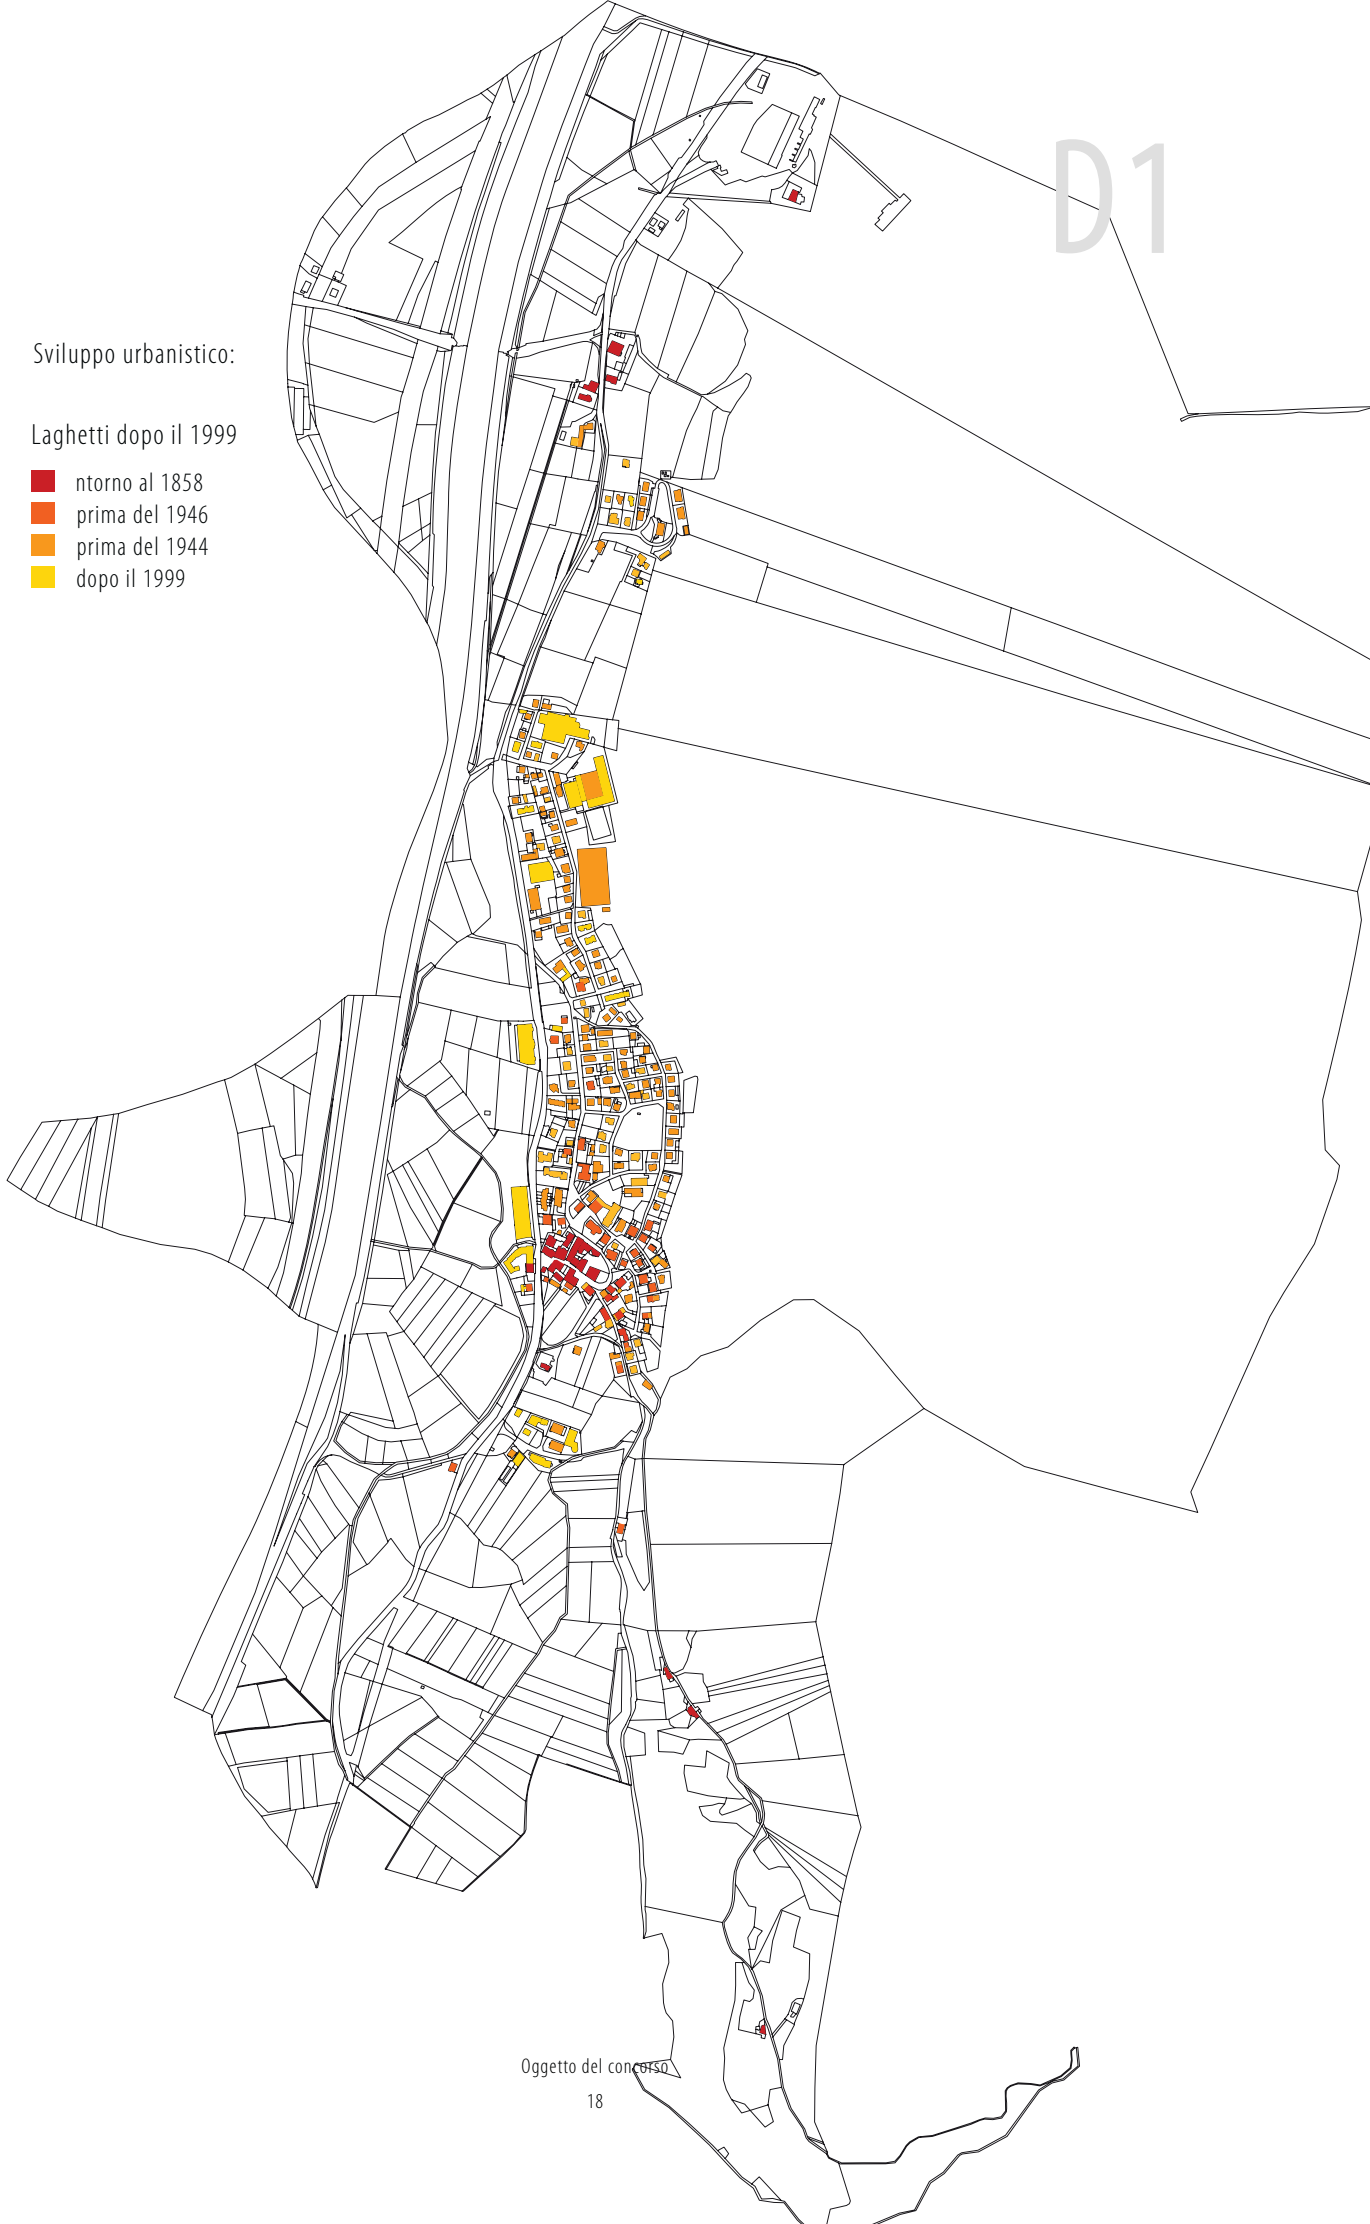 D1
Sviluppo urbanistico:
Laghetti dopo il 1999
ntorno al 1858
prima del 1946
prima del 1944
dopo il 1999
Oggetto del concorso
18